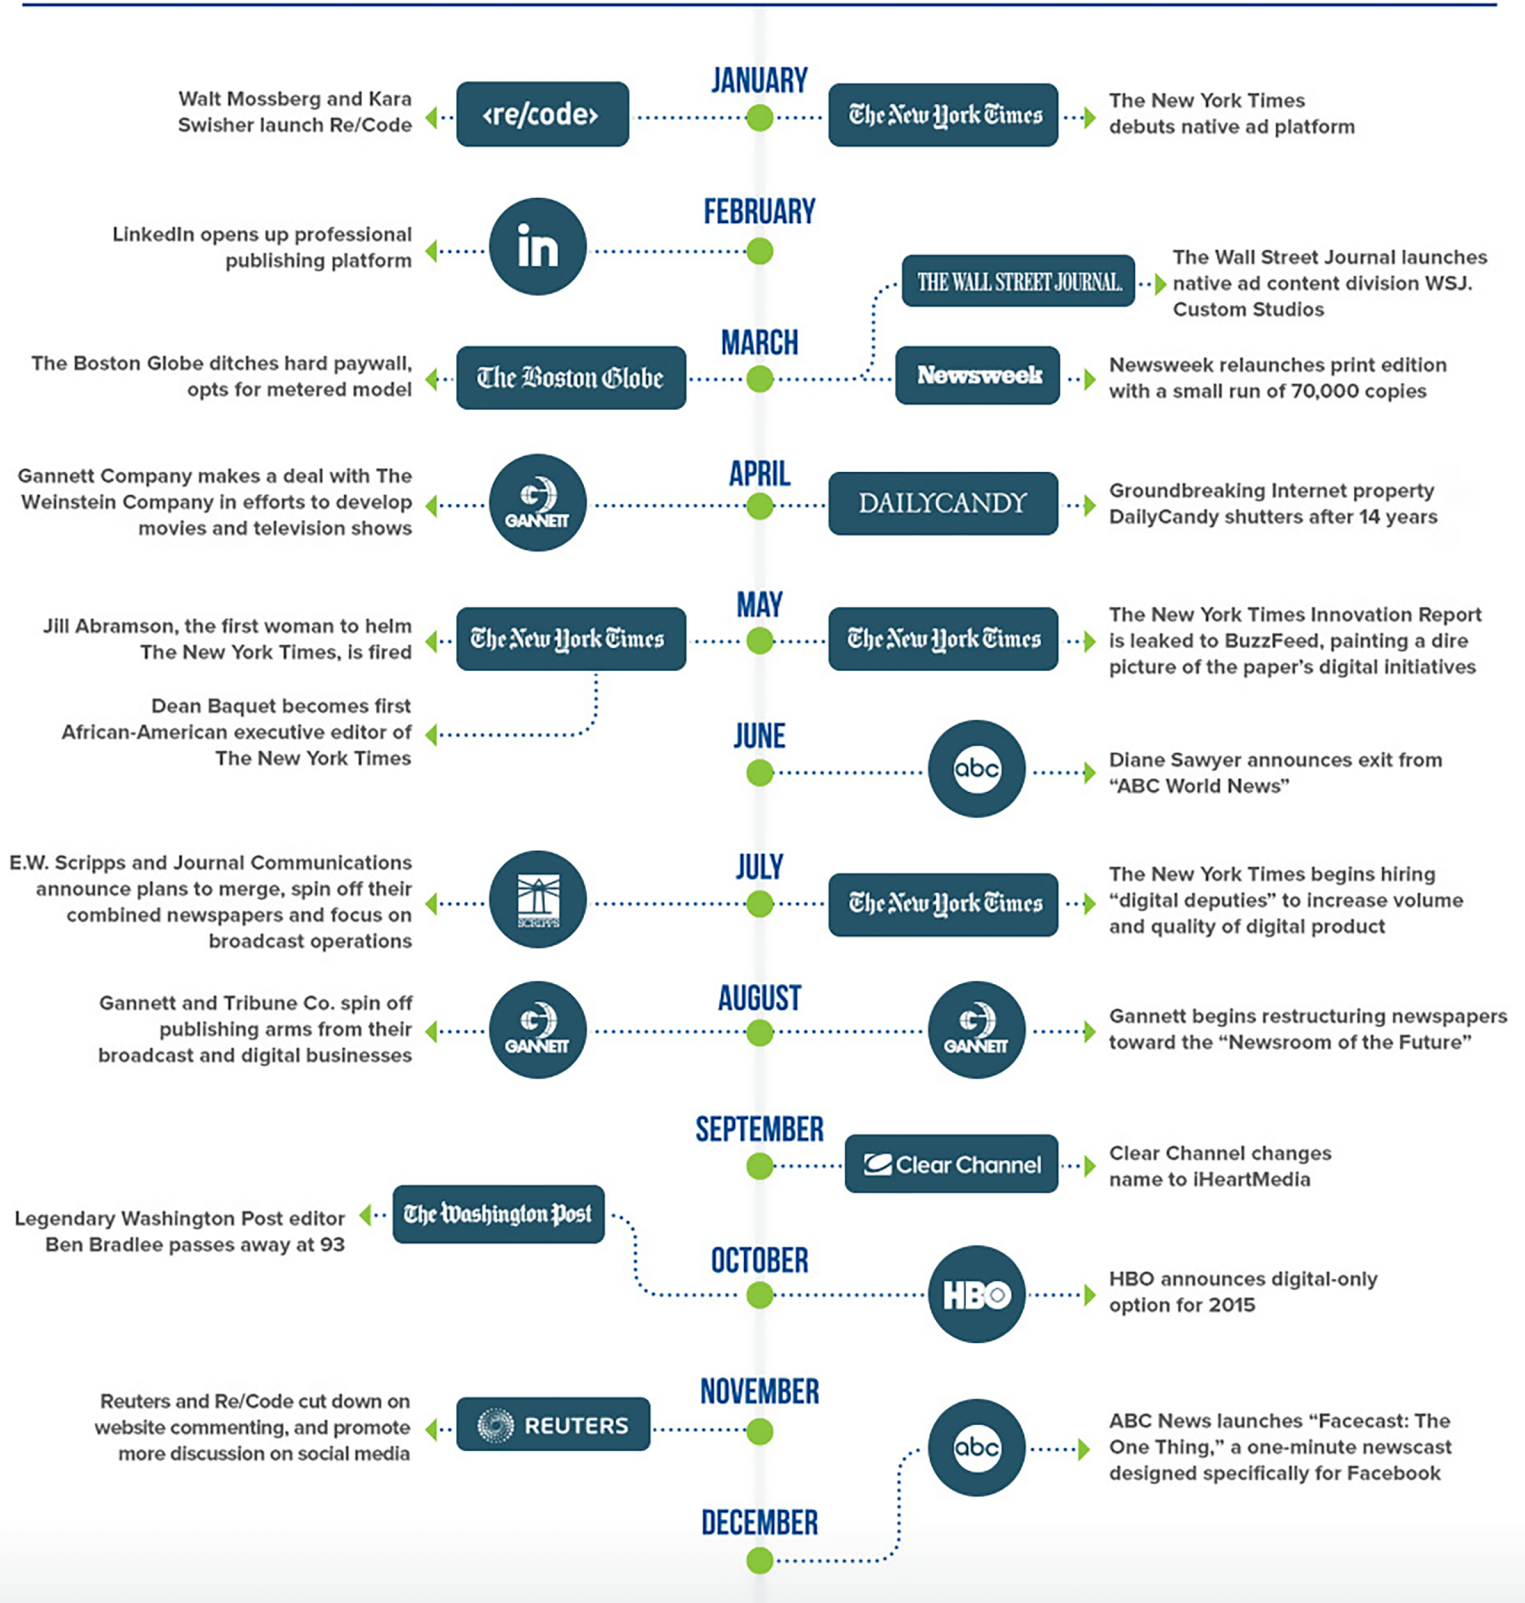 JANUARY
Walt Mossberg and Kara
Swisher launch Re/Code
<re/code>
The New York Times
The New York Times
debuts native ad platform
FEBRUARY
LinkedIn opens up professional
publishing platform
in
THE WALL STREET JOURNAL.
The Wall Street Journal launches
native ad content division WSJ.
Custom Studios
MARCH
The Boston Globe ditches hard paywall,
opts for metered model
The Boston Globe
Newsweek
Newsweek relaunches print edition
with a small run of 70,000 copies
APRIL
Gannett Company makes a deal with The
Weinstein Company in efforts to develop
movies and television shows
G
GANNETT
DAILYCANDY
Groundbreaking Internet property
DailyCandy shutters after 14 years
MAY
Jill Abramson, the first woman to helm
The New York Times, is fired
The New York Times
The New York Times
The New York Times Innovation Report
is leaked to BuzzFeed, painting a dire
picture of the paper's digital initiatives
Dean Baquet becomes first
African-American executive editor of
The New York Times
JUNE
abc
Diane Sawyer announces exit from
“ABC World News”
JULY
E.W. Scripps and Journal Communications
announce plans to merge, spin off their
combined newspapers and focus on
broadcast operations
SCRIPPS
The New York Times
The New York Times begins hiring
“digital deputies” to increase volume
and quality of digital product
AUGUST
Gannett and Tribune Co. spin off
publishing arms from their
broadcast and digital businesses
G
GANNETT
G
GANNETT
Gannett begins restructuring newspapers
toward the “Newsroom of the Future”
SEPTEMBER
Clear Channel
Clear Channel changes
name to iHeartMedia
Legendary Washington Post editor
Ben Bradlee passes away at 93
The Washington Post
OCTOBER
HBO
HBO announces digital-only
option for 2015
NOVEMBER
Reuters and Re/Code cut down on
website commenting, and promote
more discussion on social media
REUTERS
abc
ABC News launches “Facecast: The
One Thing,” a one-minute newscast
designed specifically for Facebook
DECEMBER